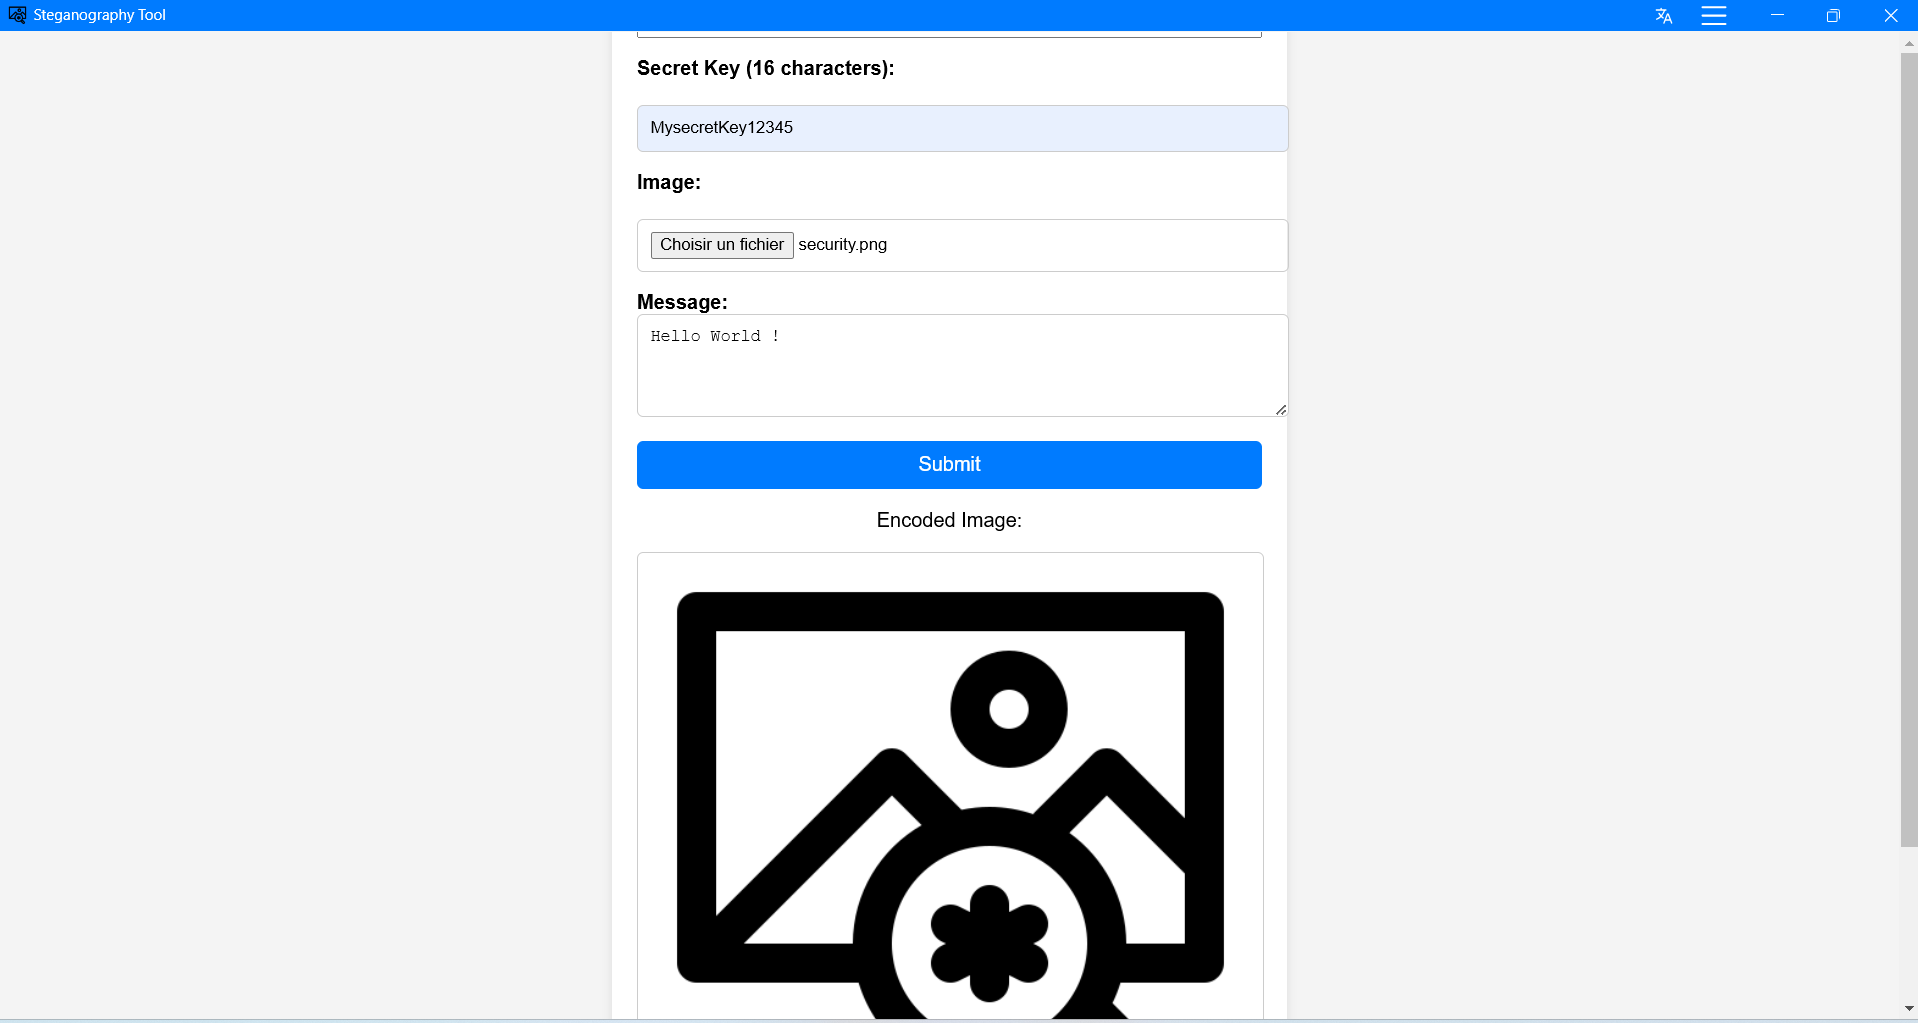 Steganography Tool
Secret Key (16 characters):
MysecretKey12345
Image:
Choisir un fichier security.png
Message:
Hello World !
Submit
Encoded Image: